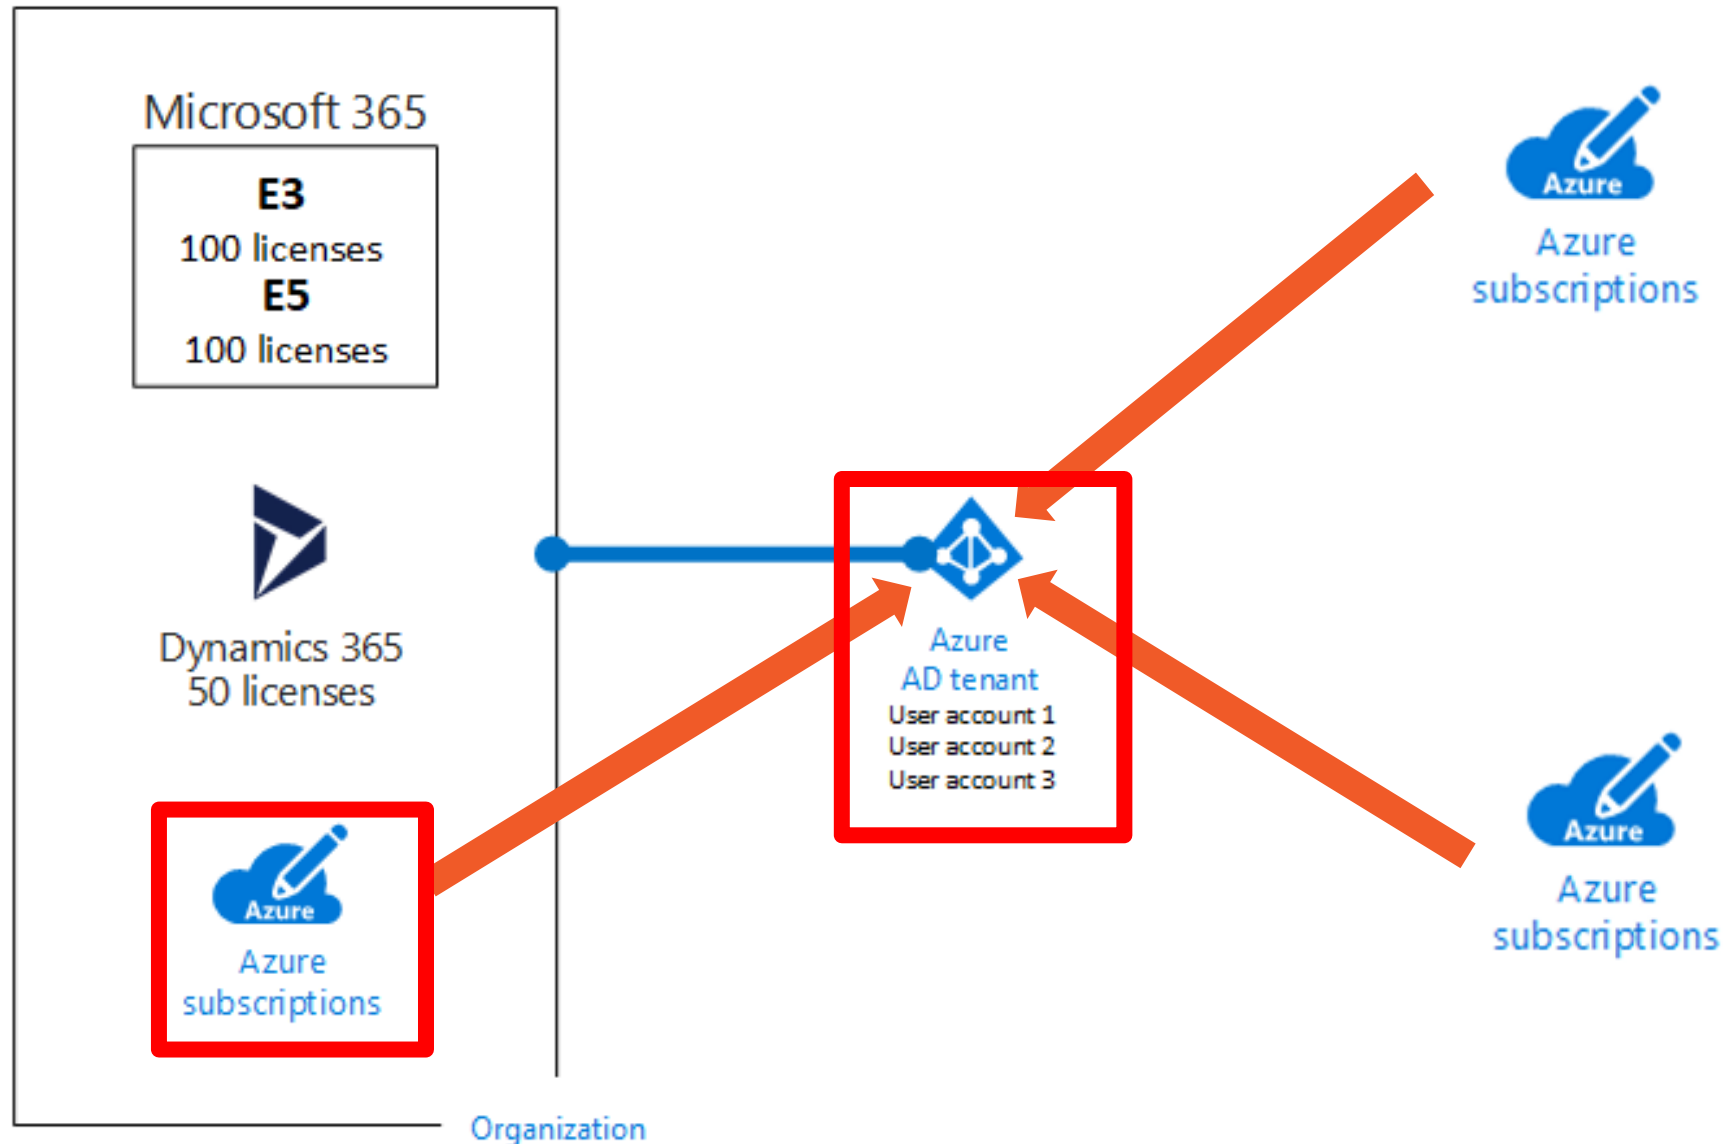 Microsoft 365
E3
100 licenses
E5
100 licenses
Dynamics 365
50 licenses
Azure
Azure
subscriptions
Organization
Azure
AD tenant
User account 1
User account 2
User account 3
Azure
Azure
subscriptions
Azure
Azure
subscriptions